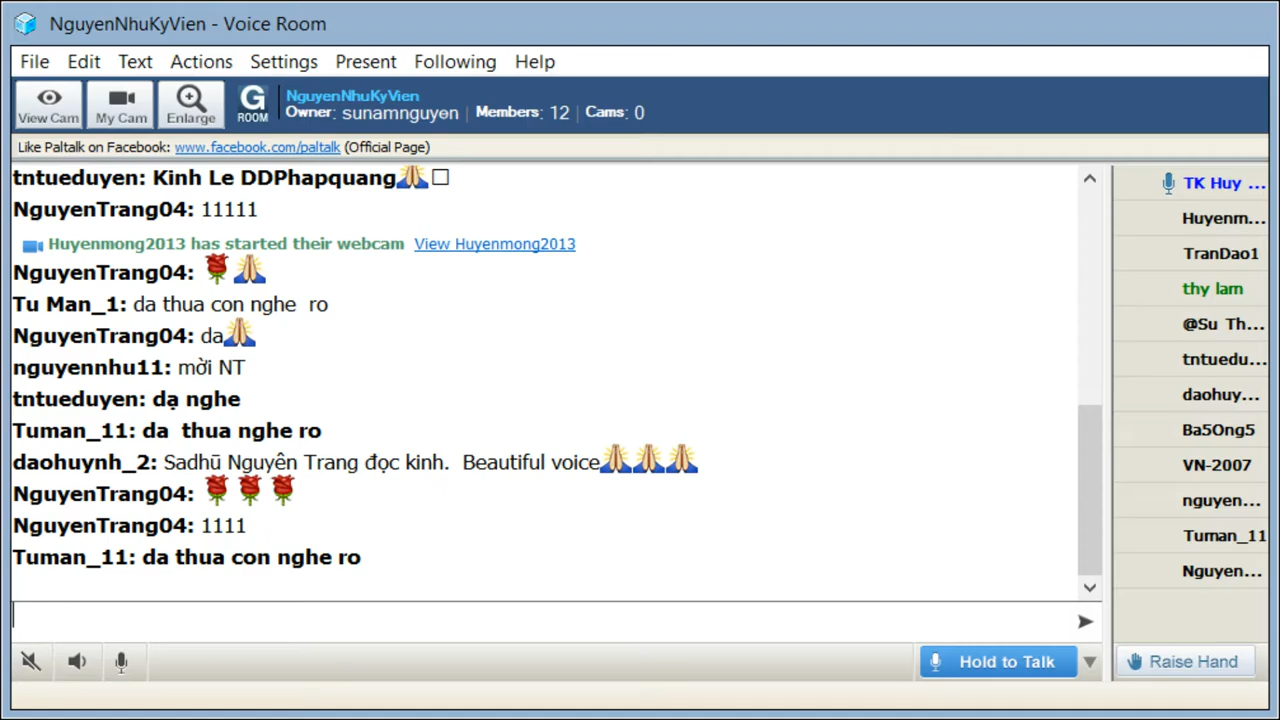 NguyenNhuKyVien - Voice Room
File Edit Text Actions Settings Present Following Help
View Cam My Cam Enlarge G ROOM
NguyenNhuKyVien
Owner: sunamnguyen | Members: 12 | Cams: 0
Like Paltalk on Facebook: www.facebook.com/paltalk (Official Page)
tntueduyen: Kinh Le DDPhapquang
NguyenTrang04: 11111
Huyenmong2013 has started their webcam View Huyenmong2013
NguyenTrang04:
Tu Man_1: da thua con nghe ro
NguyenTrang04: da
nguyennhu11: mời NT
tntueduyen: dạ nghe
Tuman_11: da thua nghe ro
daohuynh_2: Sadhū Nguyên Trang đọc kinh. Beautiful voice
NguyenTrang04:
NguyenTrang04: 1111
Tuman_11: da thua con nghe ro
TK Huy ...
Huyenm...
TranDao1
thy lam
@Su Th...
tntuedu...
daohuy...
Ba5Ong5
VN-2007
nguyen...
Tuman_11
Nguyen...
Hold to Talk
Raise Hand